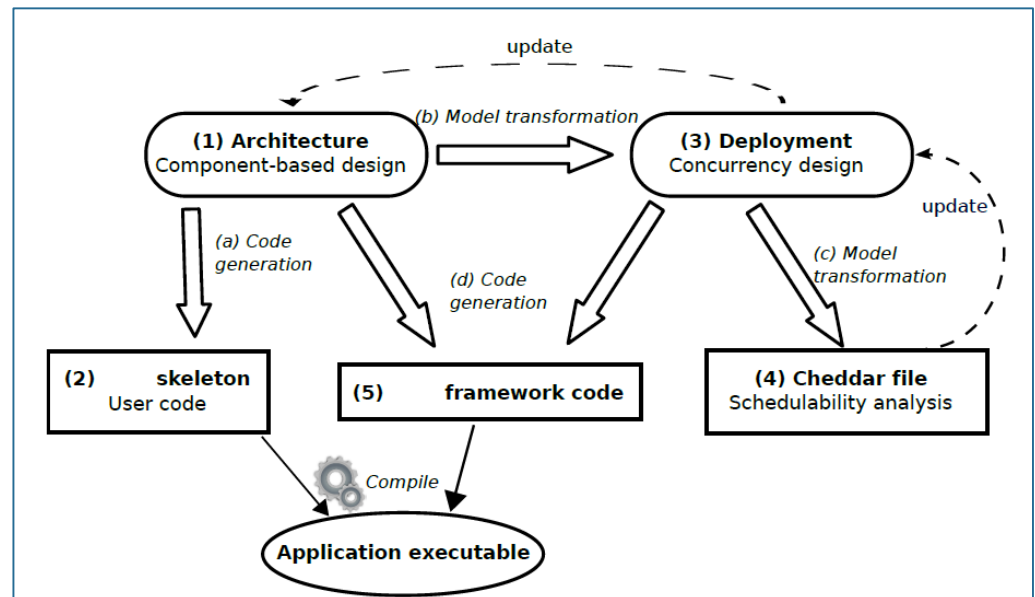 update
(b) Model transformation
(1) Architecture
Component-based design
(3) Deployment
Concurrency design
update
(a) Code
generation
(d) Code
generation
(c) Model
transformation
(2) skeleton
User code
(5) framework code
(4) Cheddar file
Schedulability analysis
Compile
Application executable